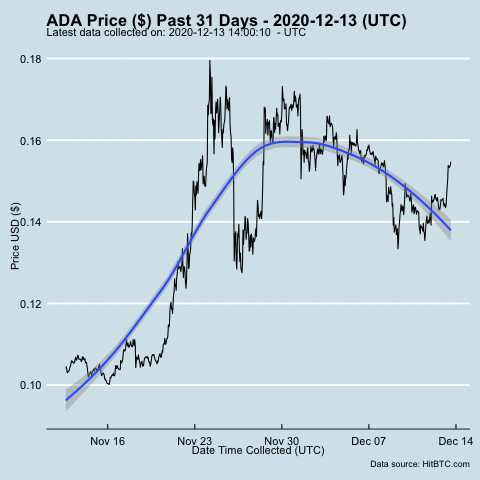 ADA Price ($) Past 31 Days - 2020-12-13 (UTC)
Latest data collected on: 2020-12-13 14:00:10  - UTC
Price USD ($)
0.18
0.16
0.14
0.12
0.10
Nov 16
Nov 23
Nov 30
Dec 07
Dec 14
Date Time Collected (UTC)
Data source: HitBTC.com